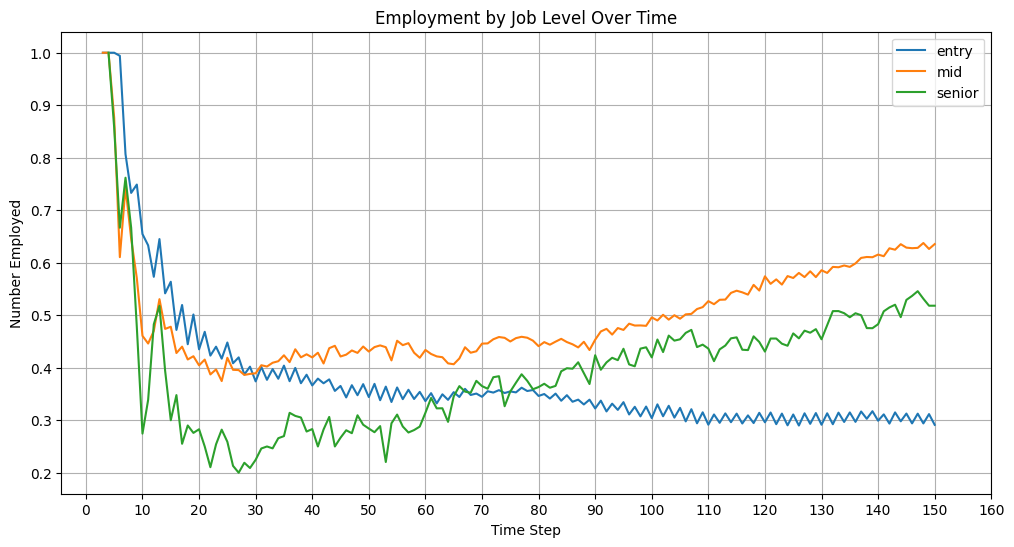 Employment by Job Level Over Time
entry
mid
senior
Number Employed
1.0
0.9
0.8
0.7
0.6
0.5
0.4
0.3
0.2
0 10 20 30 40 50 60 70 80 90 100 110 120 130 140 150 160
Time Step